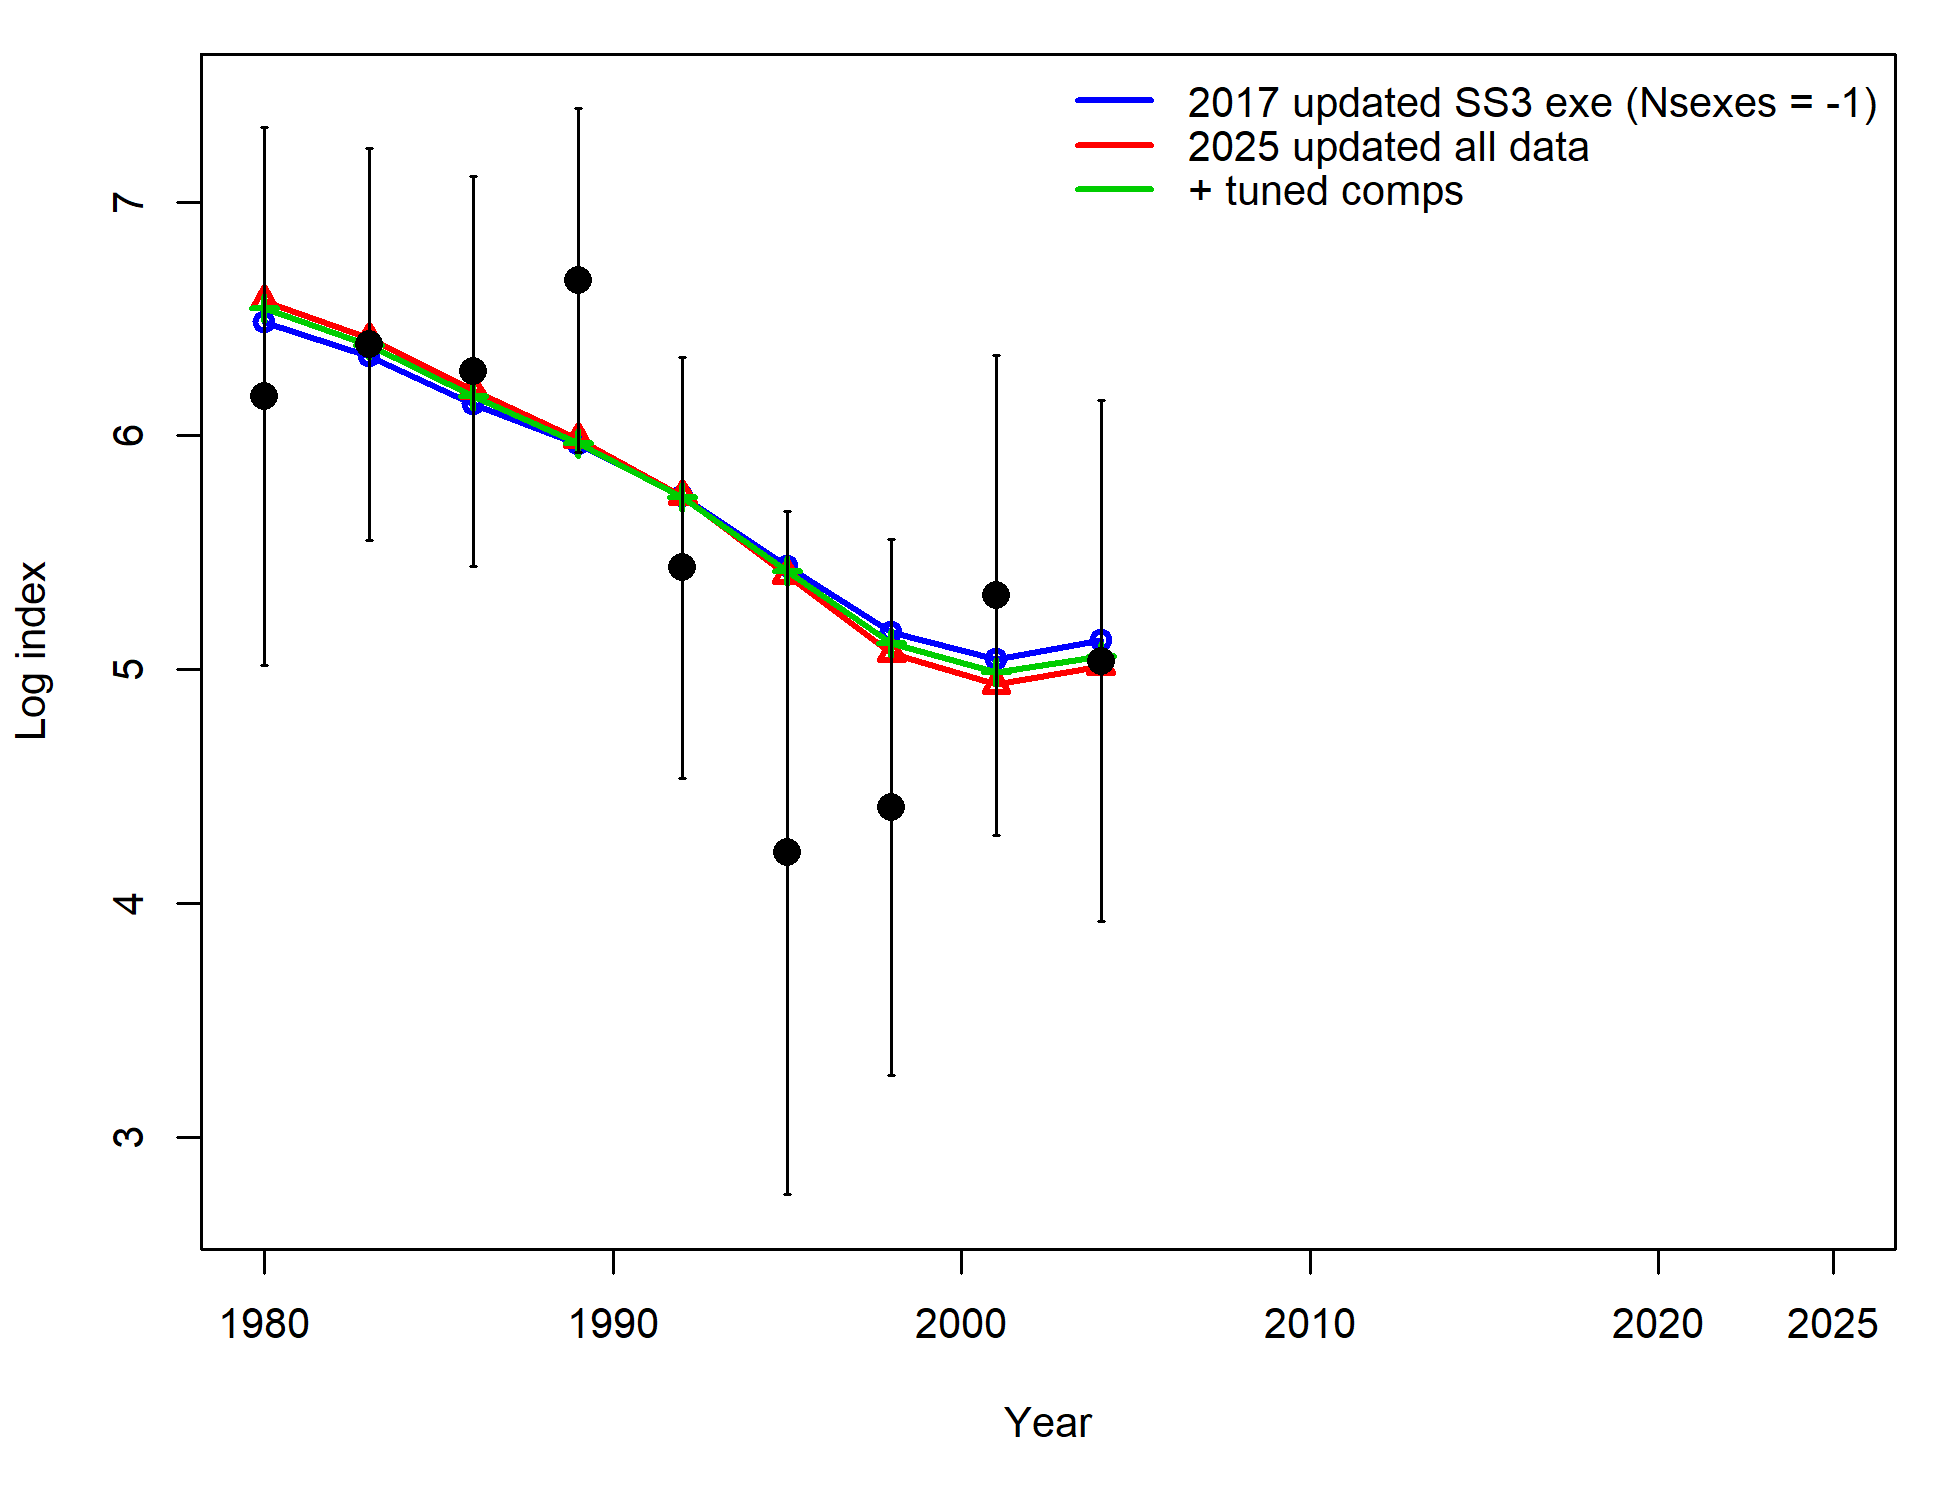 2017 updated SS3 exe (Nsexes = -1)
2025 updated all data
+ tuned comps
Log index
7
6
5
4
3
1980 1990 2000 2010 2020 2025
Year